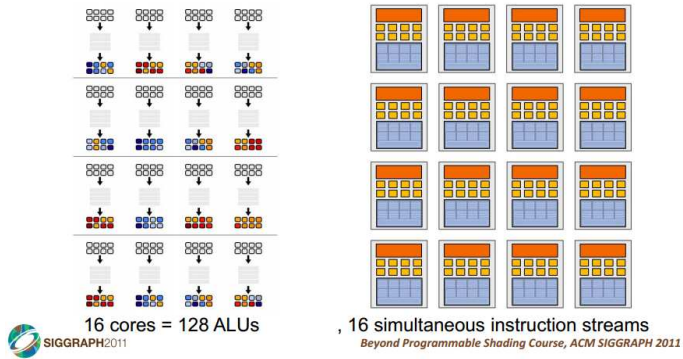 16 cores = 128 ALUs , 16 simultaneous instruction streams
SIGGRAPH2011 Beyond Programmable Shading Course, ACM SIGGRAPH 2011